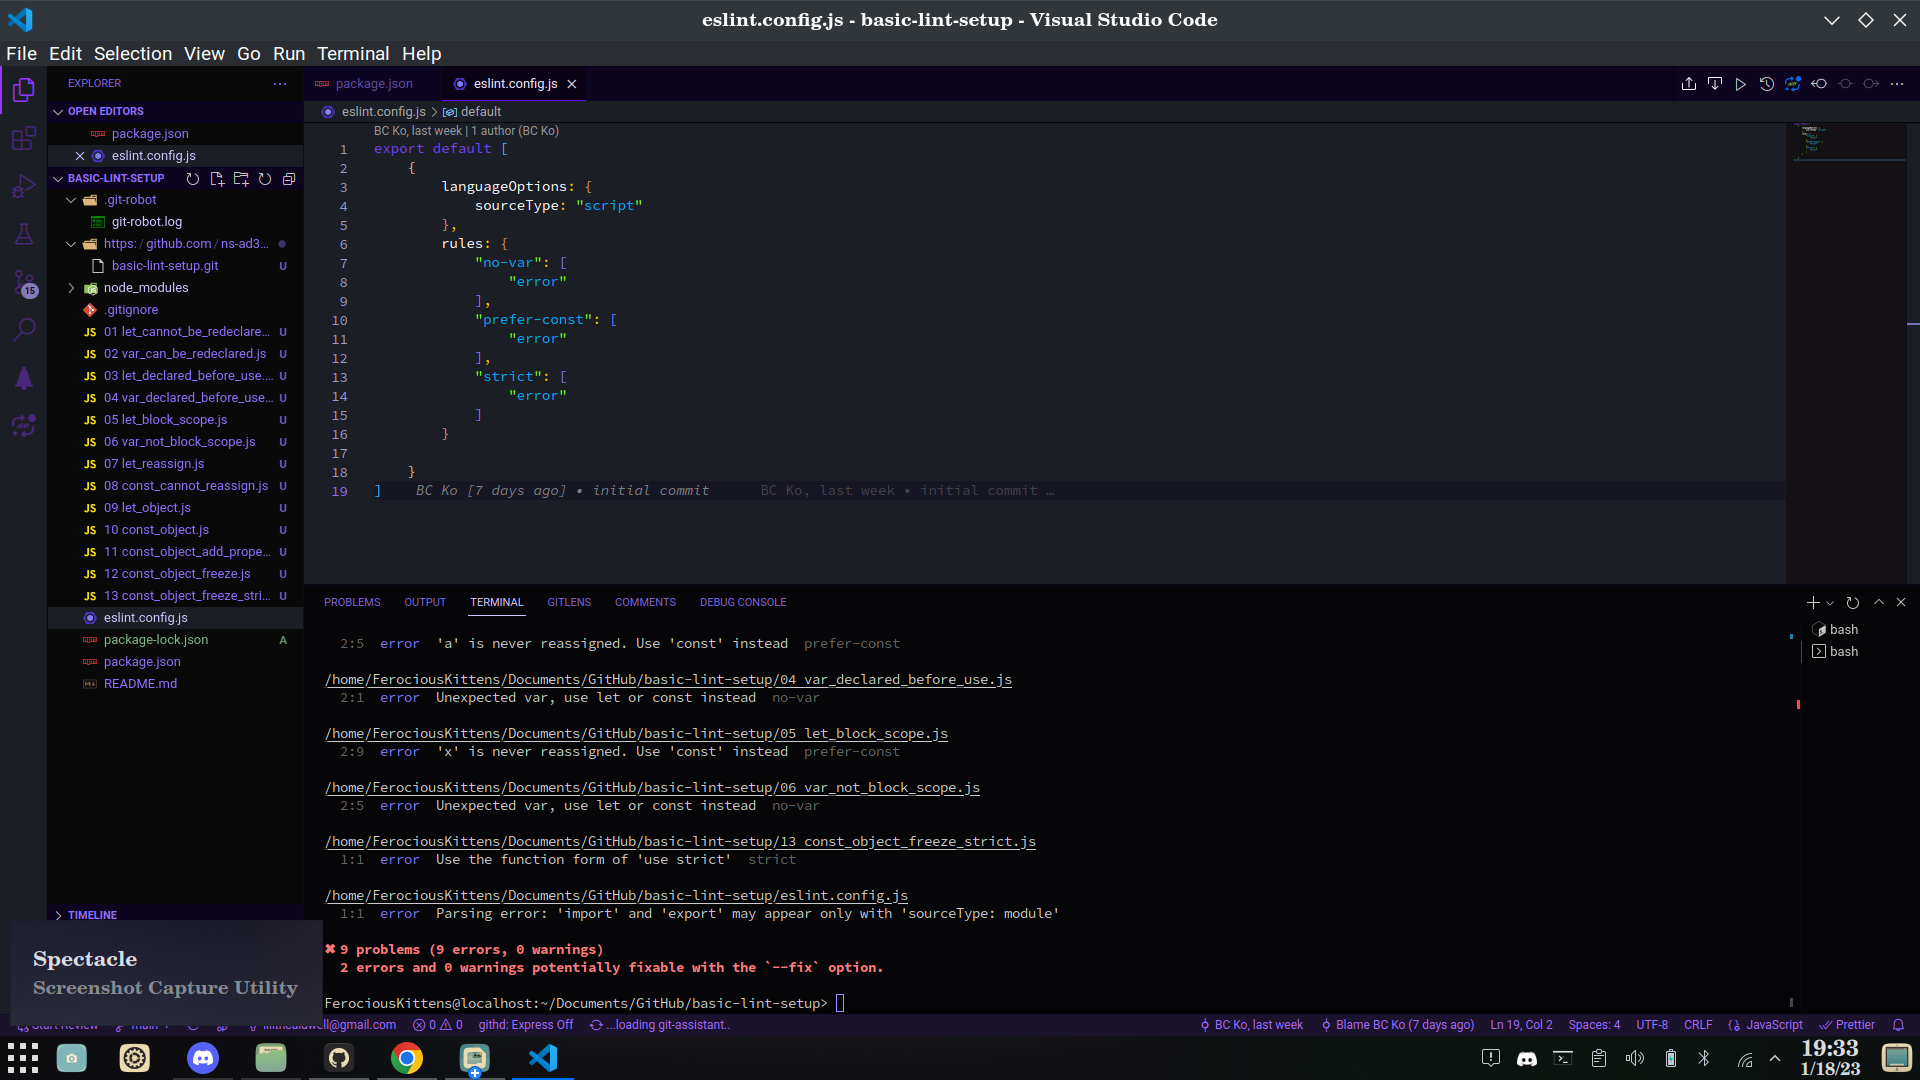 eslint.config.js - basic-lint-setup - Visual Studio Code
File Edit Selection View Go Run Terminal Help
EXPLORER
OPEN EDITORS
package.json
eslint.config.js
BASIC-LINT-SETUP
.git-robot
git-robot.log
https: / github.com / ns-ad3...
basic-lint-setup.git U
node_modules
.gitignore
JS 01 let_cannot_be_redeclare... U
JS 02 var_can_be_redeclared.js U
JS 03 let_declared_before_use.... U
JS 04 var_declared_before_use... U
JS 05 let_block_scope.js U
JS 06 var_not_block_scope.js U
JS 07 let_reassign.js U
JS 08 const_cannot_reassign.js U
JS 09 let_object.js U
JS 10 const_object.js U
JS 11 const_object_add_prope... U
JS 12 const_object_freeze.js U
JS 13 const_object_freeze_stri... U
eslint.config.js
package-lock.json A
package.json
README.md
TIMELINE
15
package.json eslint.config.js
eslint.config.js > default
BC Ko, last week | 1 author (BC Ko)
1 export default [
2 {
3 languageOptions: {
4 sourceType: "script"
5 },
6 rules: {
7 "no-var": [
8 "error"
9 ],
10 "prefer-const": [
11 "error"
12 ],
13 "strict": [
14 "error"
15 ]
16 }
17
18 }
19 ] BC Ko [7 days ago] • initial commit BC Ko, last week • initial commit …
PROBLEMS OUTPUT TERMINAL GITLENS COMMENTS DEBUG CONSOLE
bash
bash
2:5 error 'a' is never reassigned. Use 'const' instead prefer-const
/home/FerociousKittens/Documents/GitHub/basic-lint-setup/04 var_declared_before_use.js
2:1 error Unexpected var, use let or const instead no-var
/home/FerociousKittens/Documents/GitHub/basic-lint-setup/05 let_block_scope.js
2:9 error 'x' is never reassigned. Use 'const' instead prefer-const
/home/FerociousKittens/Documents/GitHub/basic-lint-setup/06 var_not_block_scope.js
2:5 error Unexpected var, use let or const instead no-var
/home/FerociousKittens/Documents/GitHub/basic-lint-setup/13 const_object_freeze_strict.js
1:1 error Use the function form of 'use strict' strict
/home/FerociousKittens/Documents/GitHub/basic-lint-setup/eslint.config.js
1:1 error Parsing error: 'import' and 'export' may appear only with 'sourceType: module'
✖ 9 problems (9 errors, 0 warnings)
2 errors and 0 warnings potentially fixable with the `--fix` option.
FerociousKittens@localhost:~/Documents/GitHub/basic-lint-setup>
Spectacle
Screenshot Capture Utility
0 0 githd: Express Off ...loading git-assistant.. BC Ko, last week Blame BC Ko (7 days ago) Ln 19, Col 2 Spaces: 4 UTF-8 CRLF JavaScript Prettier
19:33
1/18/23